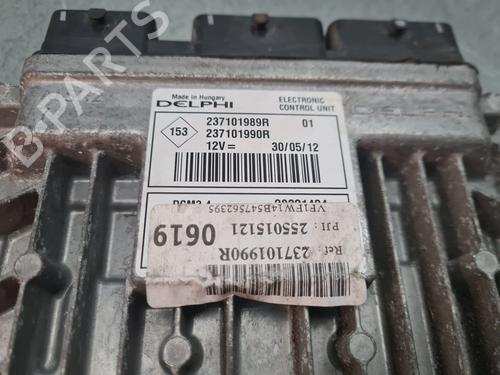 Made in Hungary
DELPHI
ELECTRONIC
CONTROL UNIT
153
237101989R 01
237101990R
12V= 30/05/12
DCM3.4
VF1FW14B547562395
PJI : 255015121
0619
Ref : 237101990R
B-PARTS